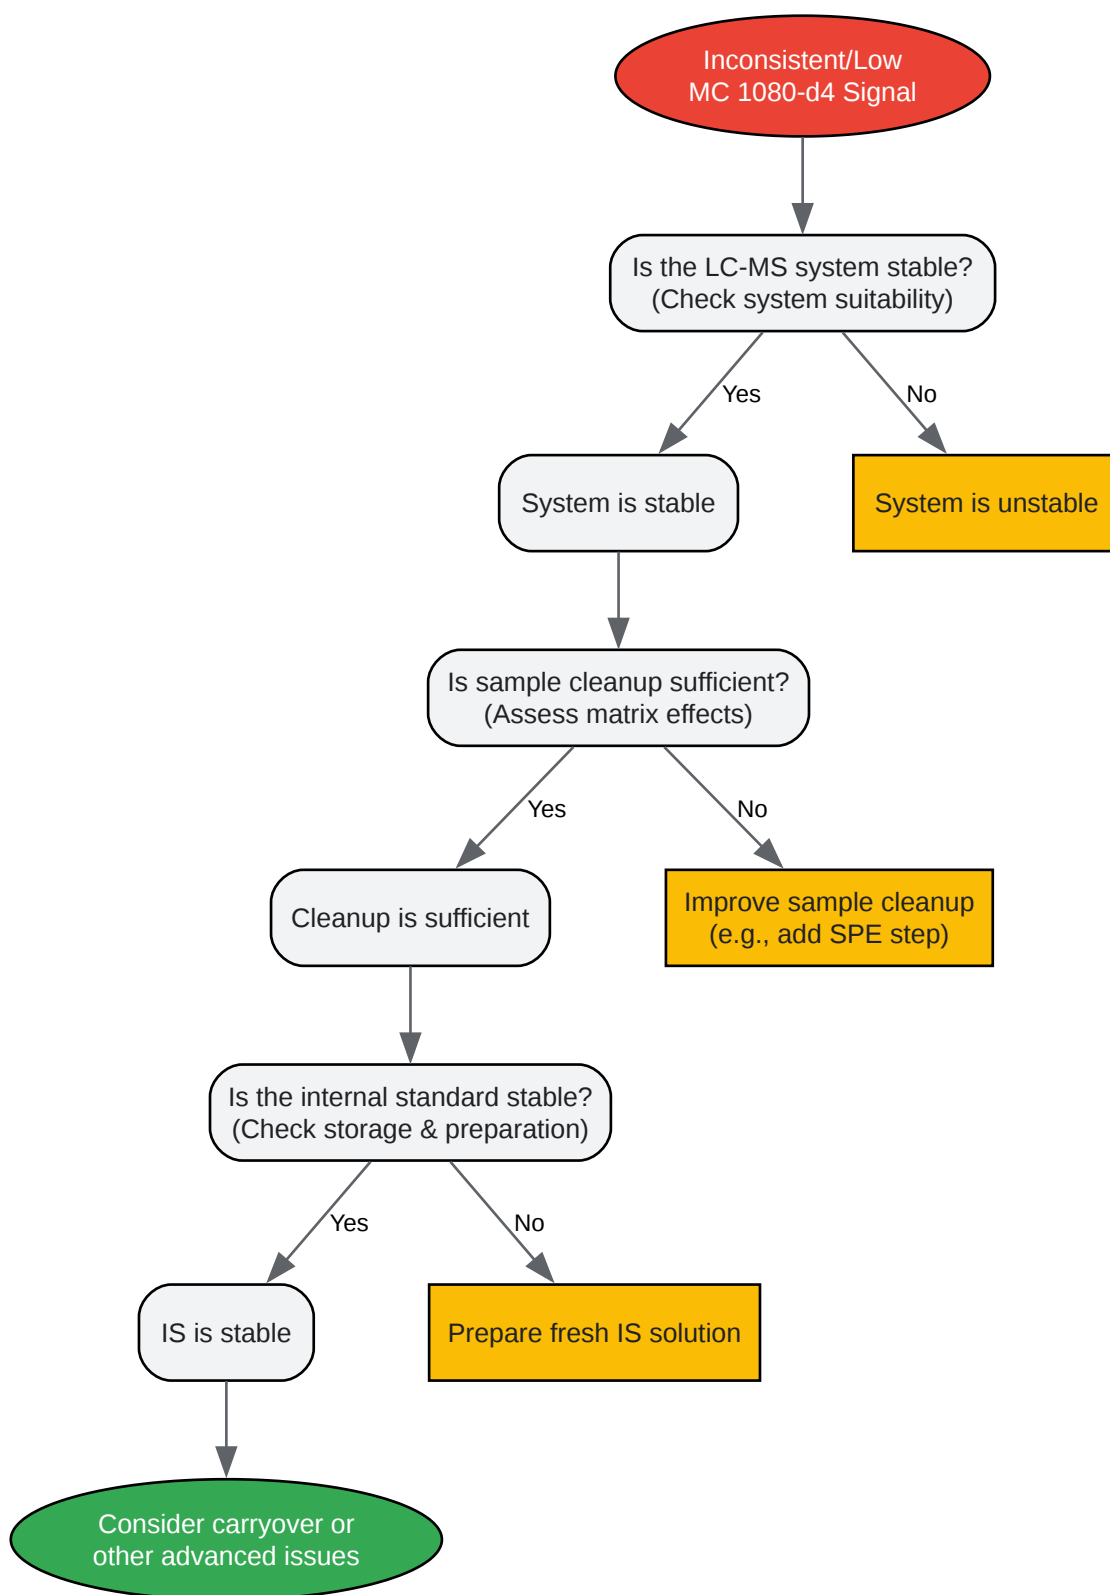 Inconsistent/Low
MC 1080-d4 Signal
Is the LC-MS system stable?
(Check system suitability)
Yes
No
System is stable
System is unstable
Is sample cleanup sufficient?
(Assess matrix effects)
Yes
No
Cleanup is sufficient
Improve sample cleanup
(e.g., add SPE step)
Is the internal standard stable?
(Check storage & preparation)
Yes
No
IS is stable
Prepare fresh IS solution
Consider carryover or
other advanced issues